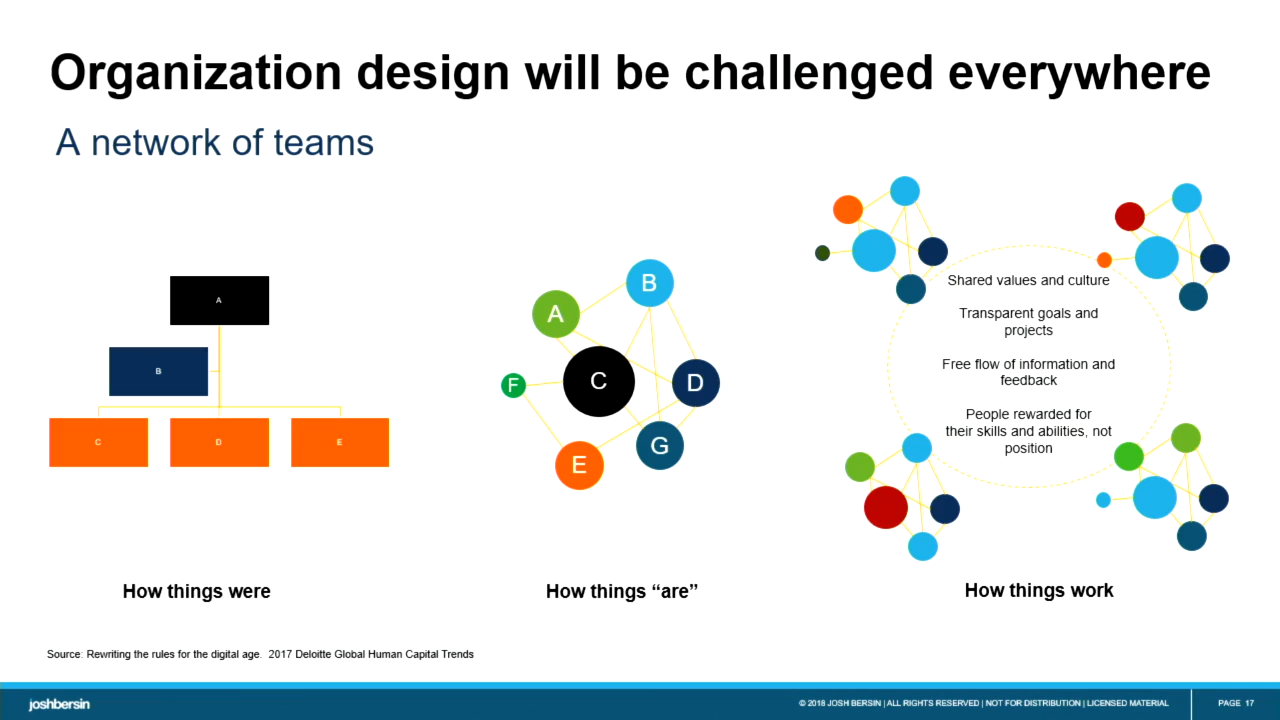 Organization design will be challenged everywhere
A network of teams
A
B
C
D
E
How things were
A
B
C
D
E
F
G
How things “are”
Shared values and culture
Transparent goals and
projects
Free flow of information and
feedback
People rewarded for
their skills and abilities, not
position
How things work
Source: Rewriting the rules for the digital age. 2017 Deloitte Global Human Capital Trends
joshbersin
© 2018 JOSH BERSIN | ALL RIGHTS RESERVED | NOT FOR DISTRIBUTION | LICENSED MATERIAL
PAGE 17